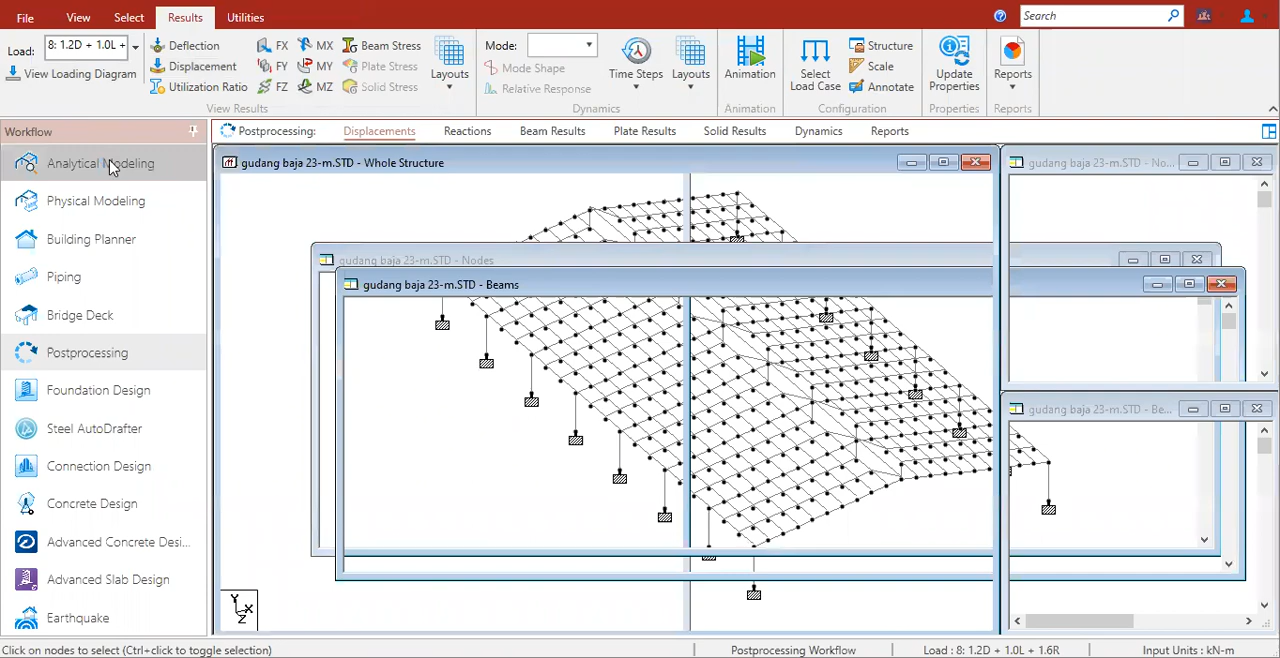 File View Select Results Utilities Search
Load: 8: 1.2D + 1.0L + Deflection FX MX Beam Stress Mode:
View Loading Diagram Displacement FY MY Plate Stress Mode Shape
Utilization Ratio FZ MZ Solid Stress Relative Response
Layouts Time Steps Layouts Animation Select Load Case Structure Scale Annotate Update Properties Reports
View Results Dynamics Animation Configuration Properties Reports
Workflow
Postprocessing: Displacements Reactions Beam Results Plate Results Solid Results Dynamics Reports
Analytical Modeling
Physical Modeling
Building Planner
Piping
Bridge Deck
Postprocessing
Foundation Design
Steel AutoDrafter
Connection Design
Concrete Design
Advanced Concrete Desi...
Advanced Slab Design
Earthquake
gudang baja 23-m.STD - Whole Structure
gudang baja 23-m.STD - No...
gudang baja 23-m.STD - Nodes
gudang baja 23-m.STD - Beams
gudang baja 23-m.STD - Be...
Y
X
Z
Click on nodes to select (Ctrl+click to toggle selection) Postprocessing Workflow Load : 8: 1.2D + 1.0L + 1.6R Input Units : kN-m